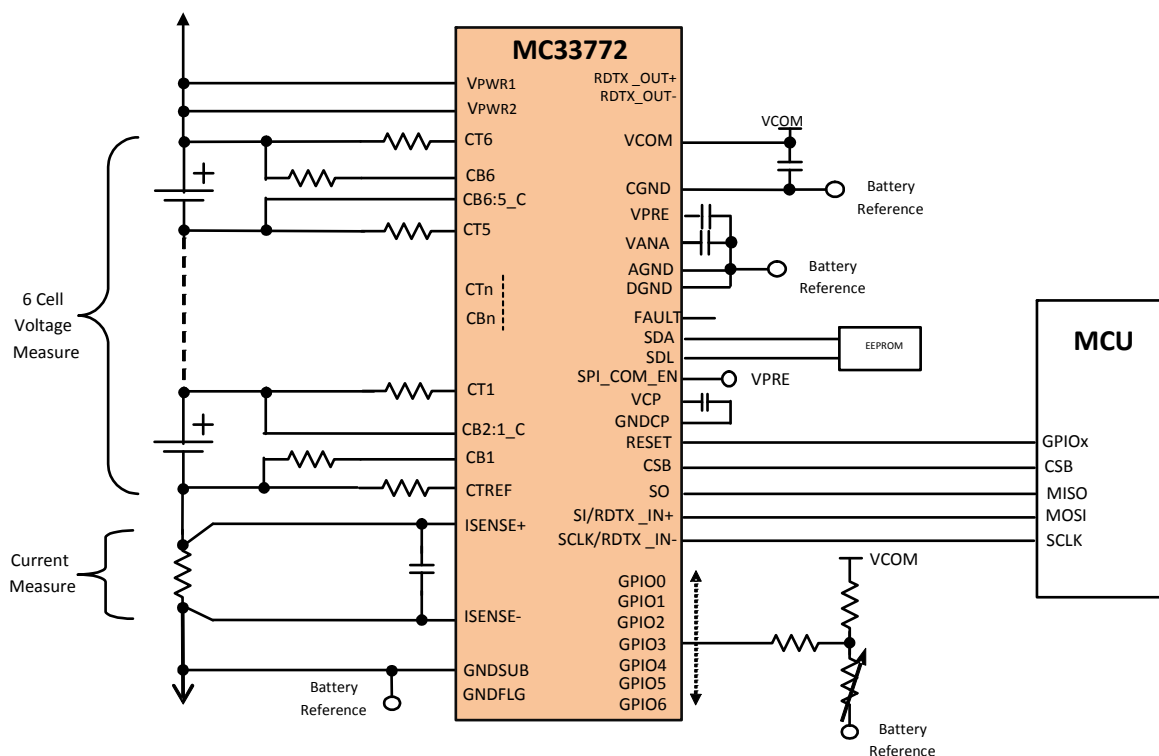 MC33772
VPWR1
VPWR2
CT6
CB6
CB6:5_C
CT5
CTn
CBn
CT1
CB2:1_C
CB1
CTREF
ISENSE+
ISENSE-
GNDSUB
GNDFLG
RDTX _OUT+
RDTX_OUT-
VCOM
CGND
VPRE
VANA
AGND
DGND
FAULT
SDA
SDL
SPI_COM_EN
VCP
GNDCP
RESET
CSB
SO
SI/RDTX _IN+
SCLK/RDTX _IN-
GPIO0
GPIO1
GPIO2
GPIO3
GPIO4
GPIO5
GPIO6
+
+
6 Cell
Voltage
Measure
Current
Measure
Battery
Reference
VCOM
Battery
Reference
Battery
Reference
EEPROM
VPRE
MCU
GPIOx
CSB
MISO
MOSI
SCLK
VCOM
Battery
Reference